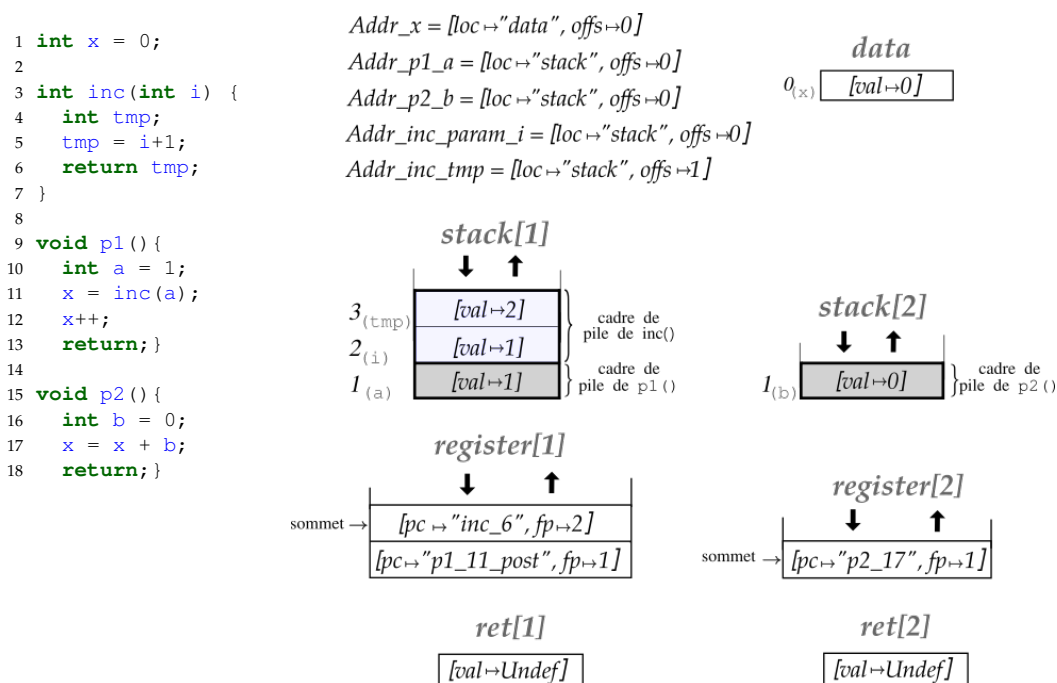 1 int x = 0;
2
3 int inc(int i) {
4 int tmp;
5 tmp = i+1;
6 return tmp;
7 }
8
9 void p1(){
10 int a = 1;
11 x = inc(a);
12 x++;
13 return;}
14
15 void p2(){
16 int b = 0;
17 x = x + b;
18 return;}
Addr_x = [loc↦"data", offs↦0]
Addr_p1_a = [loc↦"stack", offs↦0]
Addr_p2_b = [loc↦"stack", offs↦0]
Addr_inc_param_i = [loc↦"stack", offs↦0]
Addr_inc_tmp = [loc↦"stack", offs↦1]
data
0(x) [val↦0]
stack[1]
3(tmp) [val↦2]
2(i) [val↦1]
cadre de
pile de inc()
1(a) [val↦1]
cadre de
pile de p1()
stack[2]
1(b) [val↦0]
cadre de
pile de p2()
register[1]
sommet → [pc↦"inc_6", fp↦2]
[pc↦"p1_11_post", fp↦1]
register[2]
sommet → [pc↦"p2_17", fp↦1]
ret[1]
[val↦Undef]
ret[2]
[val↦Undef]